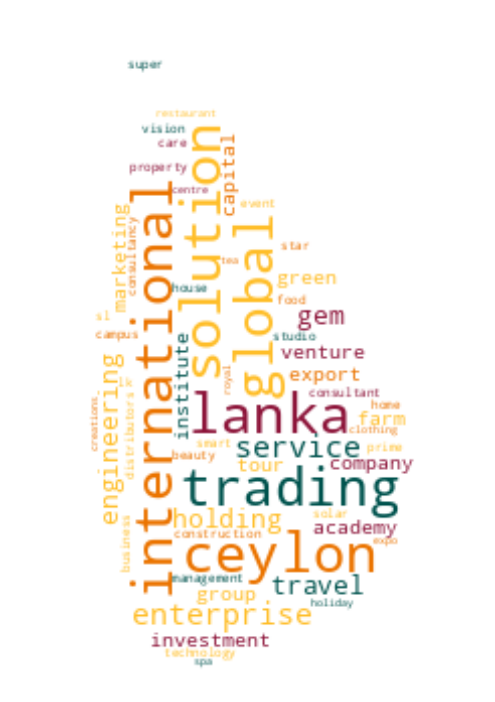 super
restaurant
vision
care
solution
capital
property
centre
international
marketing
consultancy
event
global
star
tea
green
house
food
sl
gem
campus
institute
studio
venture
engineering
royal
export
distributors
consultant
creations
lanka
home
farm
clothing
smart
service
prime
beauty
tour
company
trading
holding
solar
business
academy
construction
ceylon
expo
management
travel
group
holiday
enterprise
investment
technology
spa